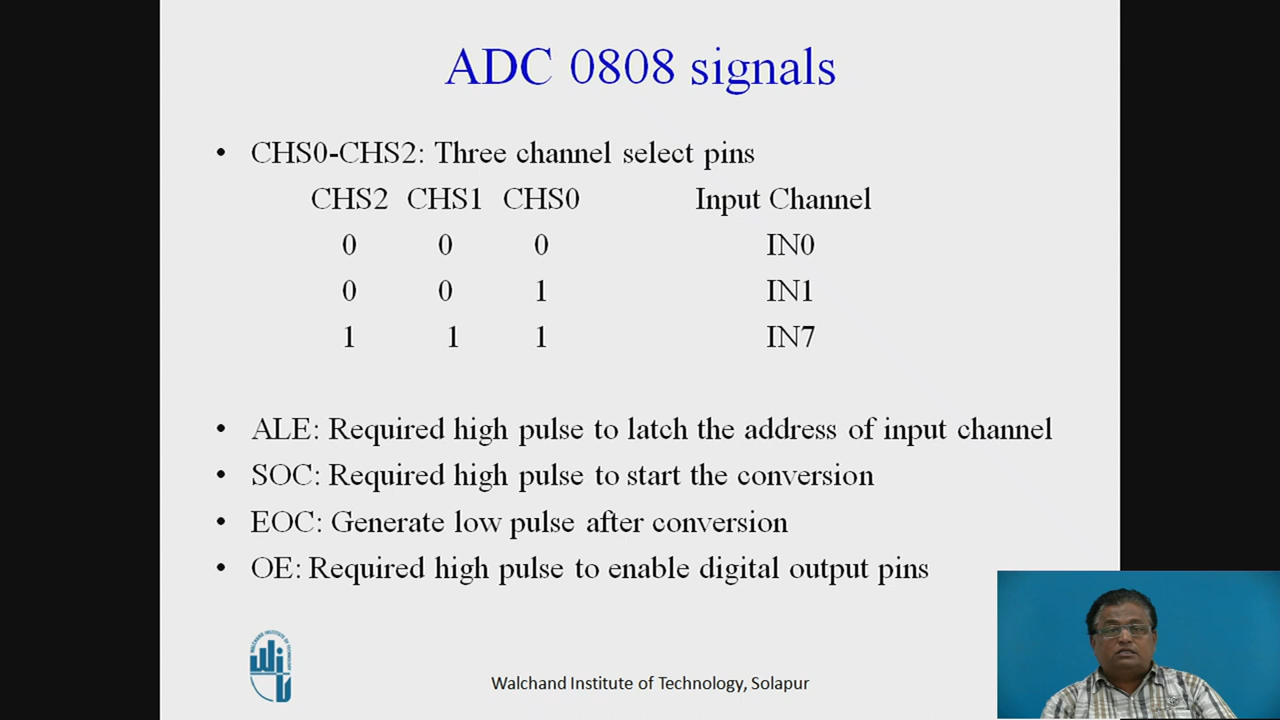 ADC 0808 signals
• CHS0-CHS2: Three channel select pins
CHS2 CHS1 CHS0 Input Channel
0 0 0 IN0
0 0 1 IN1
1 1 1 IN7
• ALE: Required high pulse to latch the address of input channel
• SOC: Required high pulse to start the conversion
• EOC: Generate low pulse after conversion
• OE: Required high pulse to enable digital output pins
Walchand Institute of Technology, Solapur